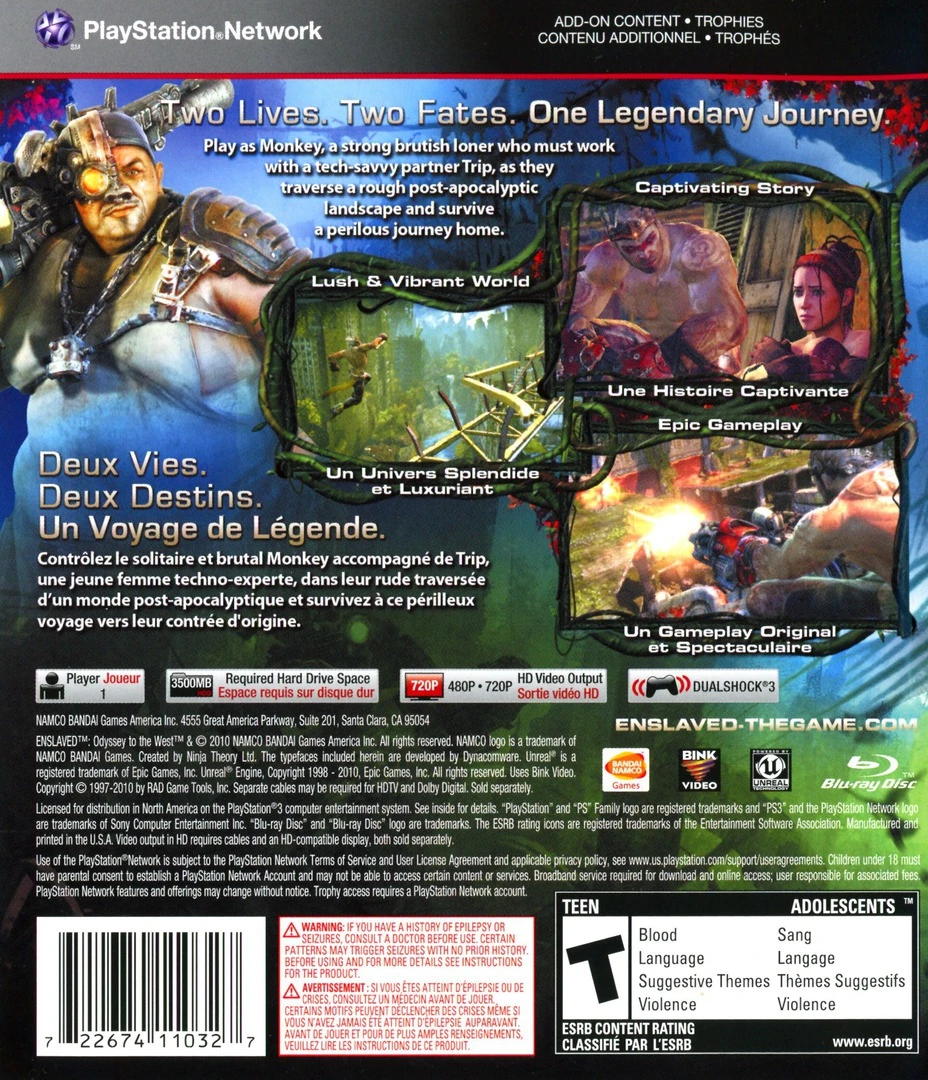 PlayStation®Network
SM
ADD-ON CONTENT • TROPHIES
CONTENU ADDITIONNEL • TROPHÉS
Two Lives. Two Fates. One Legendary Journey.
Play as Monkey, a strong brutish loner who must work
with a tech-savvy partner Trip, as they
traverse a rough post-apocalyptic
landscape and survive
a perilous journey home.
Captivating Story
Une Histoire Captivante
Lush & Vibrant World
Un Univers Splendide
et Luxuriant
Epic Gameplay
Un Gameplay Original
et Spectaculaire
Deux Vies.
Deux Destins.
Un Voyage de Légende.
Contrôlez le solitaire et brutal Monkey accompagné de Trip,
une jeune femme techno-experte, dans leur rude traversée
d'un monde post-apocalyptique et survivez à ce périlleux
voyage vers leur contrée d'origine.
Player Joueur
1
3500MB
HDD
Required Hard Drive Space
Espace requis sur disque dur
720P
480P • 720P
HD Video Output
Sortie vidéo HD
DUALSHOCK®3
NAMCO BANDAI Games America Inc. 4555 Great America Parkway, Suite 201, Santa Clara, CA 95054
ENSLAVED-THEGAME.COM
ENSLAVED™: Odyssey to the West™ & © 2010 NAMCO BANDAI Games America Inc. All rights reserved. NAMCO logo is a trademark of
NAMCO BANDAI Games. Created by Ninja Theory Ltd. The typefaces included herein are developed by Dynacomware. Unreal® is a
registered trademark of Epic Games, Inc. Unreal® Engine, Copyright 1998 - 2010, Epic Games, Inc. All rights reserved. Uses Bink Video.
Copyright © 1997-2010 by RAD Game Tools, Inc. Separate cables may be required for HDTV and Dolby Digital. Sold separately.
BANDAI
NAMCO
Games
BINK
VIDEO
POWERED BY
UNREAL
TECHNOLOGY
Blu-ray Disc™
Licensed for distribution in North America on the PlayStation®3 computer entertainment system. See inside for details. "PlayStation" and "PS" Family logo are registered trademarks and "PS3" and the PlayStation Network logo
are trademarks of Sony Computer Entertainment Inc. "Blu-ray Disc" and "Blu-ray Disc" logo are trademarks. The ESRB rating icons are registered trademarks of the Entertainment Software Association. Manufactured and
printed in the U.S.A. Video output in HD requires cables and an HD-compatible display, both sold separately.
Use of the PlayStation®Network is subject to the PlayStation Network Terms of Service and User License Agreement and applicable privacy policy, see www.us.playstation.com/support/useragreements. Children under 18 must
have parental consent to establish a PlayStation Network Account and may not be able to access certain content or services. Broadband service required for download and online access; user responsible for associated fees.
PlayStation Network features and offerings may change without notice. Trophy access requires a PlayStation Network account.
7 22674 11032 7
WARNING: IF YOU HAVE A HISTORY OF EPILEPSY OR
SEIZURES, CONSULT A DOCTOR BEFORE USE. CERTAIN
PATTERNS MAY TRIGGER SEIZURES WITH NO PRIOR HISTORY.
BEFORE USING AND FOR MORE DETAILS SEE INSTRUCTIONS
FOR THE PRODUCT.
AVERTISSEMENT : SI VOUS ÊTES ATTEINT D'ÉPILEPSIE OU DE
CRISES, CONSULTEZ UN MÉDECIN AVANT DE JOUER.
CERTAINS MOTIFS PEUVENT DÉCLENCHER DES CRISES MÊME SI
VOUS N'AVEZ JAMAIS ÉTÉ ATTEINT D'ÉPILEPSIE AUPARAVANT.
AVANT DE JOUER ET POUR DE PLUS AMPLES RENSEIGNEMENTS,
VEUILLEZ LIRE LES INSTRUCTIONS DE CE PRODUIT.
TEEN ADOLESCENTS ™
T
Blood Sang
Language Langage
Suggestive Themes Thèmes Suggestifs
Violence Violence
ESRB CONTENT RATING
CLASSIFIÉ PAR L'ESRB
www.esrb.org